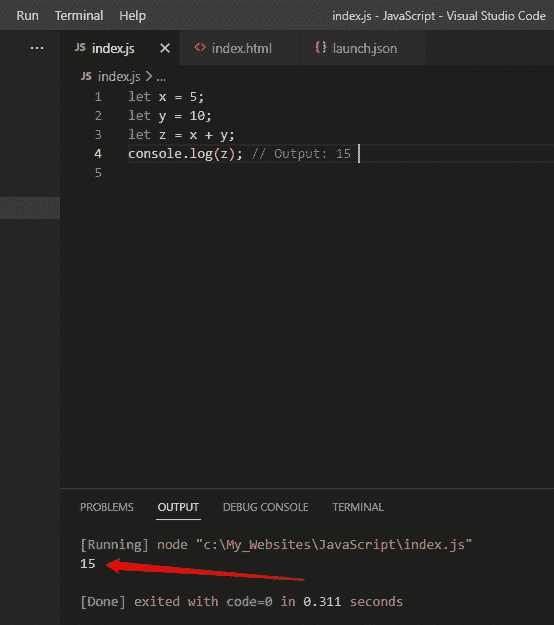 Run Terminal Help index.js - JavaScript - Visual Studio Code
... JS index.js × <> index.html {} launch.json
JS index.js > ...
1 let x = 5;
2 let y = 10;
3 let z = x + y;
4 console.log(z); // Output: 15
5
PROBLEMS OUTPUT DEBUG CONSOLE TERMINAL
[Running] node "c:\My_Websites\JavaScript\index.js"
15
[Done] exited with code=0 in 0.311 seconds